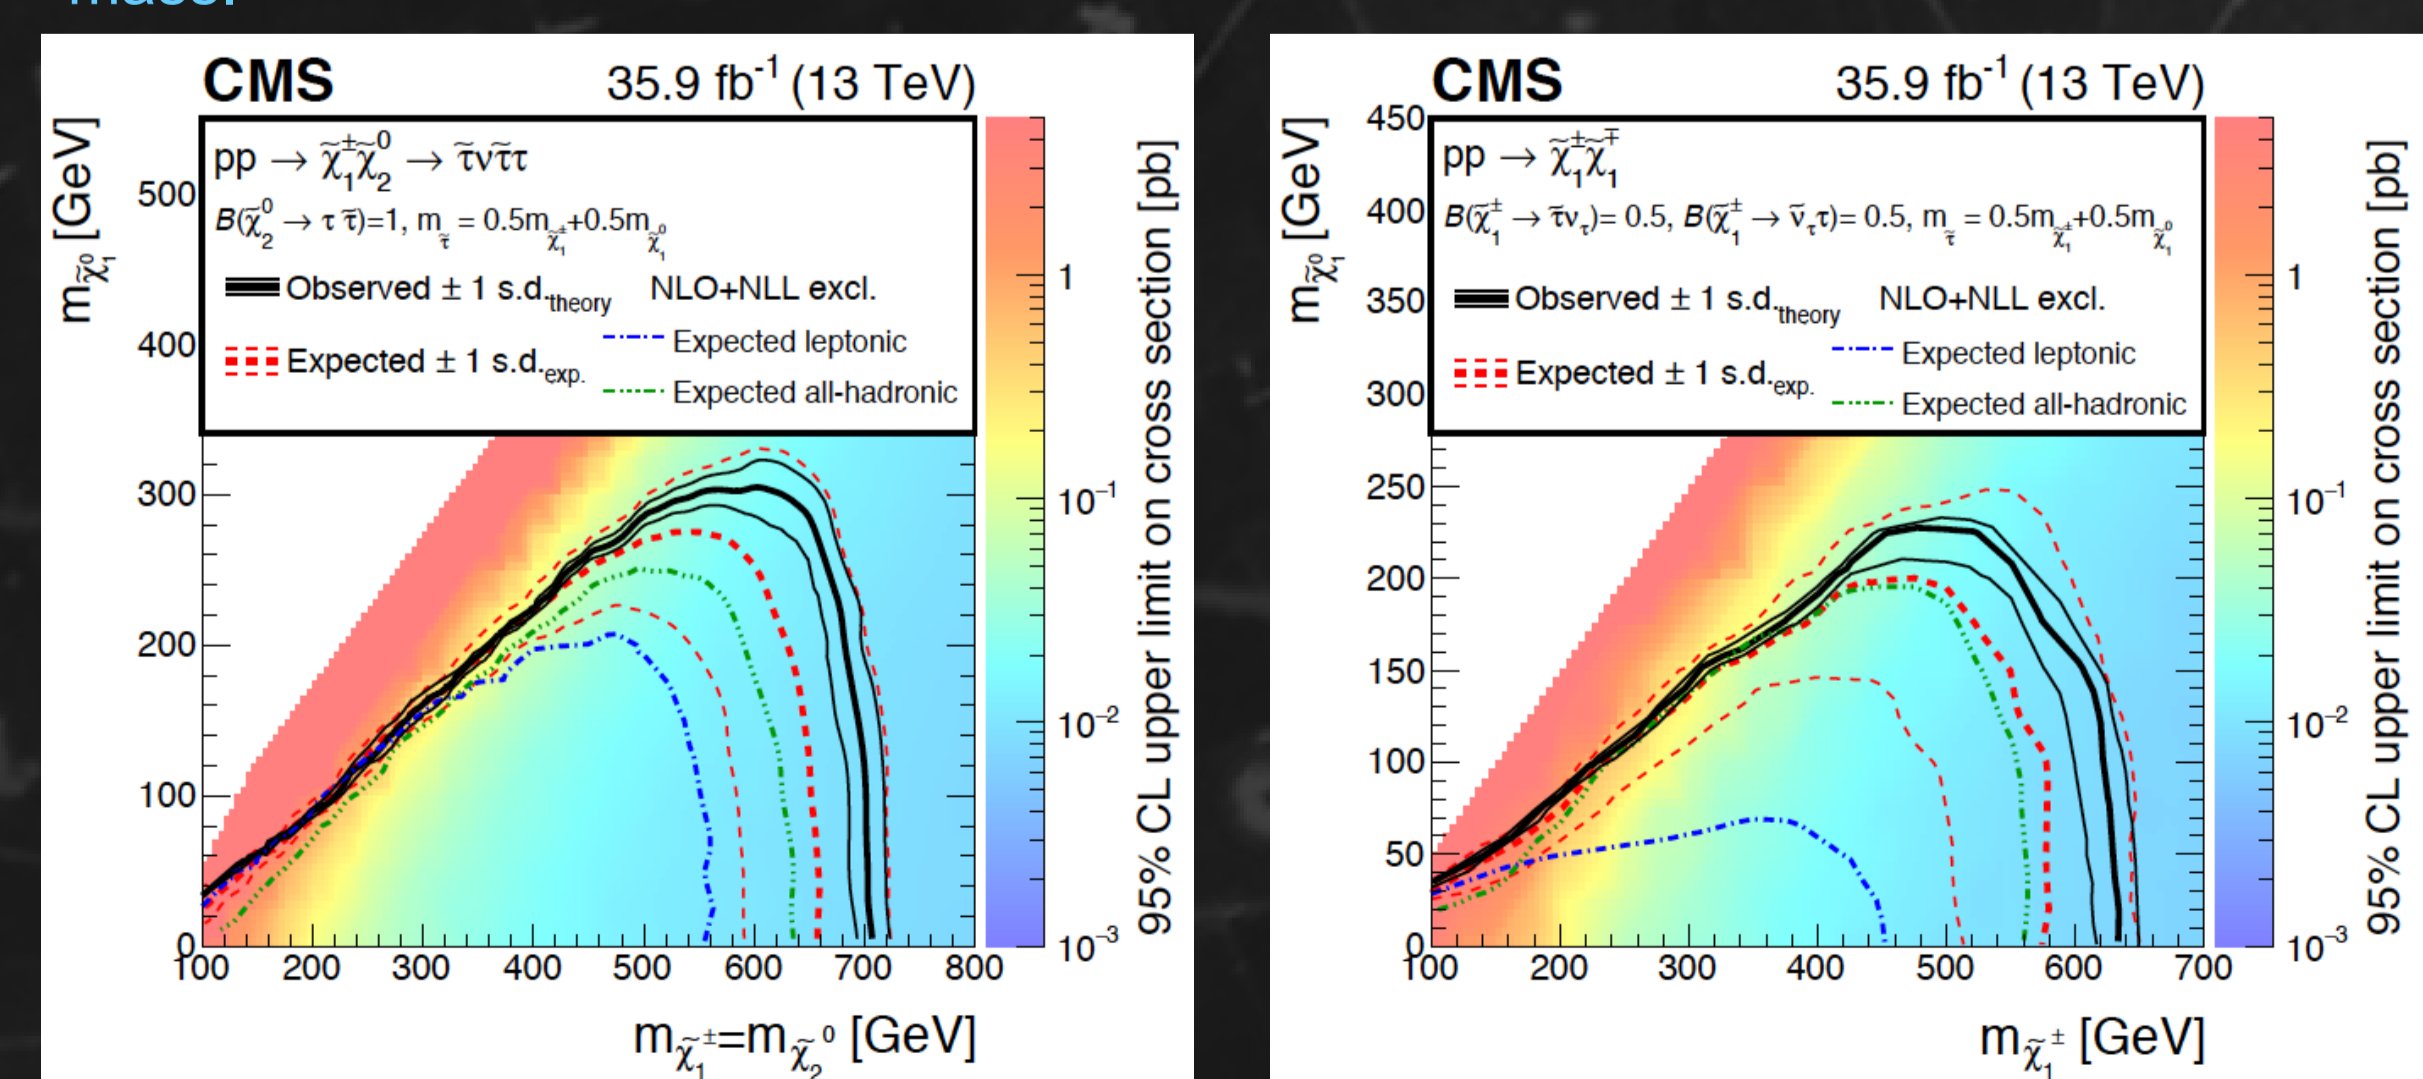 mass.
CMS 35.9 fb⁻¹ (13 TeV)
pp → χ̃₁^±χ̃₂⁰ → τ̃ντ̃τ
B(χ̃₂⁰ → τ τ̃)=1, m_τ̃ = 0.5m_χ̃₁^±+0.5m_χ̃₁⁰
Observed ± 1 s.d._theory NLO+NLL excl.
Expected leptonic
Expected ± 1 s.d._exp.
Expected all-hadronic
m_χ̃₁⁰ [GeV]
500
400
300
200
100
0
100 200 300 400 500 600 700 800
m_χ̃₁^±=m_χ̃₂⁰ [GeV]
1
10⁻¹
10⁻²
10⁻³
95% CL upper limit on cross section [pb]
CMS 35.9 fb⁻¹ (13 TeV)
pp → χ̃₁^±χ̃₁^∓
B(χ̃₁^± → τ̃ν_τ)= 0.5, B(χ̃₁^± → ν̃_ττ)= 0.5, m_τ̃ = 0.5m_χ̃₁^±+0.5m_χ̃₁⁰
Observed ± 1 s.d._theory NLO+NLL excl.
Expected leptonic
Expected ± 1 s.d._exp.
Expected all-hadronic
m_χ̃₁⁰ [GeV]
450
400
350
300
250
200
150
100
50
0
100 200 300 400 500 600 700
m_χ̃₁^± [GeV]
1
10⁻¹
10⁻²
10⁻³
95% CL upper limit on cross section [pb]